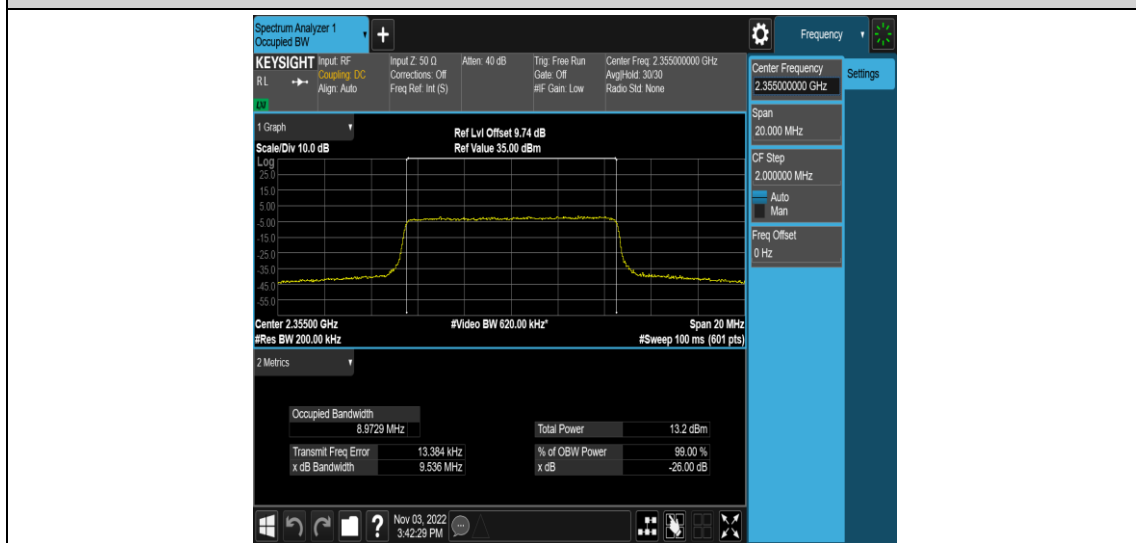 Spectrum Analyzer 1
Occupied BW
+
Frequency
KEYSIGHT
RL
LXI
Input: RF
Coupling: DC
Align: Auto
Input Z: 50 Ω
Corrections: Off
Freq Ref: Int (S)
Atten: 40 dB
Trig: Free Run
Gate: Off
#IF Gain: Low
Center Freq: 2.355000000 GHz
Avg|Hold: 30/30
Radio Std: None
Center Frequency
2.355000000 GHz
Settings
Span
20.000 MHz
CF Step
2.000000 MHz
Auto
Man
Freq Offset
0 Hz
1 Graph
Scale/Div 10.0 dB
Ref Lvl Offset 9.74 dB
Ref Value 35.00 dBm
Log
25.0
15.0
5.00
-5.00
-15.0
-25.0
-35.0
-45.0
-55.0
Center 2.35500 GHz
#Video BW 620.00 kHz*
Span 20 MHz
#Res BW 200.00 kHz
#Sweep 100 ms (601 pts)
2 Metrics
Occupied Bandwidth
8.9729 MHz
Total Power 13.2 dBm
Transmit Freq Error 13.384 kHz
% of OBW Power 99.00 %
x dB Bandwidth 9.536 MHz
x dB -26.00 dB
?
Nov 03, 2022
3:42:29 PM